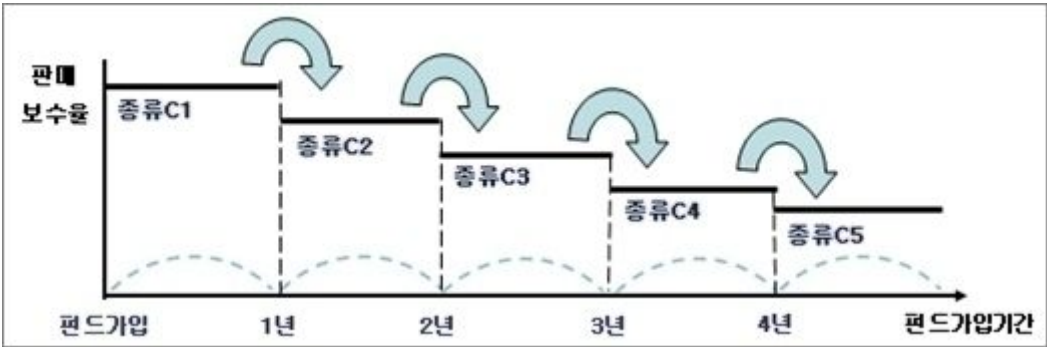 판매
보수율
종류C1
종류C2
종류C3
종류C4
종류C5
펀드가입
1년
2년
3년
4년
펀드가입기간